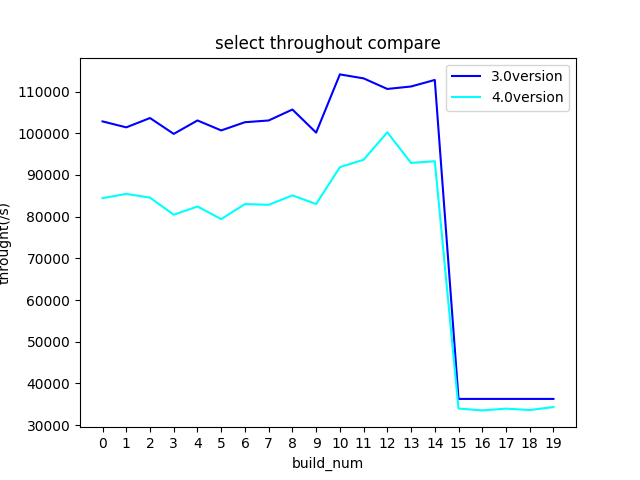 select throughout compare
3.0version
4.0version
110000
100000
90000
80000
70000
60000
50000
40000
30000
throught(/s)
0 1 2 3 4 5 6 7 8 9 10 11 12 13 14 15 16 17 18 19
build_num